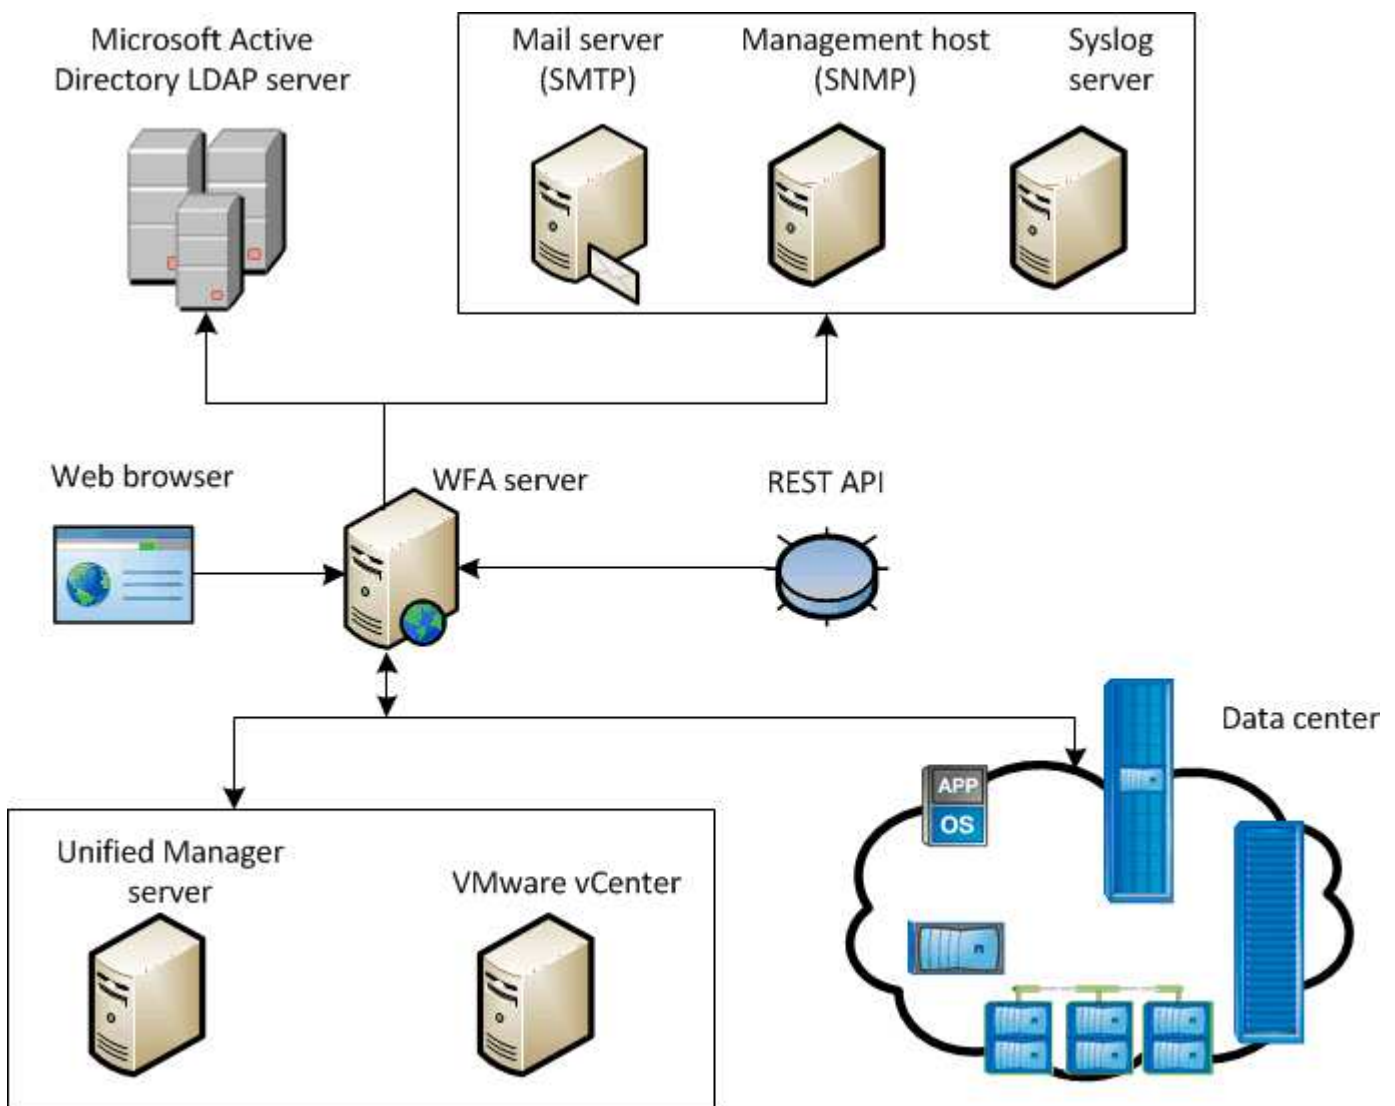 Microsoft Active
Directory LDAP server
Mail server
(SMTP)
Management host
(SNMP)
Syslog
server
Web browser
WFA server
REST API
Data center
APP
OS
Unified Manager
server
VMware vCenter